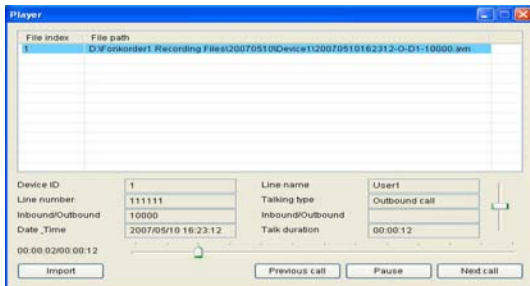 Player
File index File path
1 D:\Fonkorder1 Recording Files\20070510\Device1\20070510162312-O-D1-10000.avn
Device ID 1 Line name User1
Line number 111111 Talking type Outbound call
Inbound/Outbound 10000 Inbound/Outbound
Date_Time 2007/05/10 16:23:12 Talk duration 00:00:12
00:00:02/00:00:12
Import Previous call Pause Next call